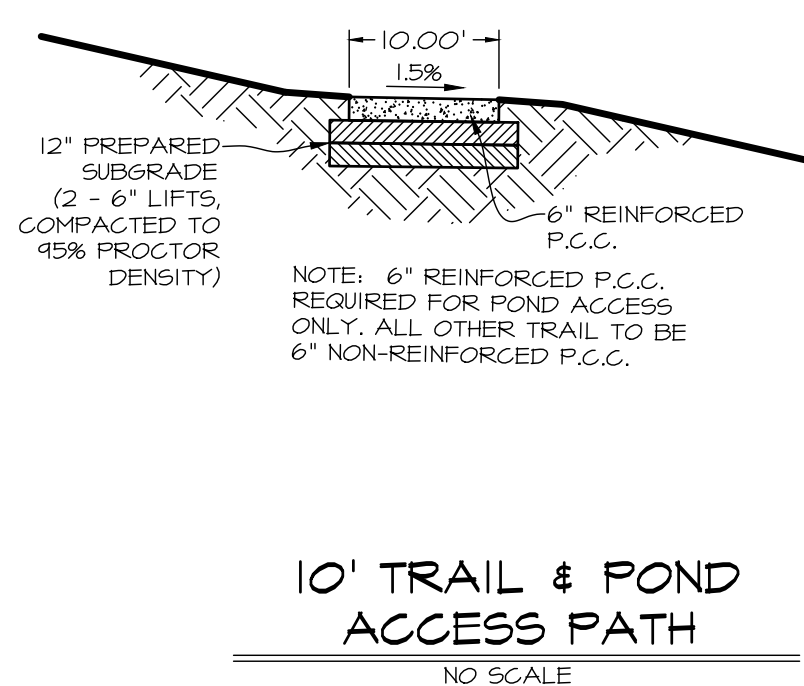 10.00'
1.5%
12" PREPARED
SUBGRADE
(2 - 6" LIFTS,
COMPACTED TO
95% PROCTOR
DENSITY)
6" REINFORCED
P.C.C.
NOTE: 6" REINFORCED P.C.C.
REQUIRED FOR POND ACCESS
ONLY. ALL OTHER TRAIL TO BE
6" NON-REINFORCED P.C.C.
10' TRAIL & POND
ACCESS PATH
NO SCALE